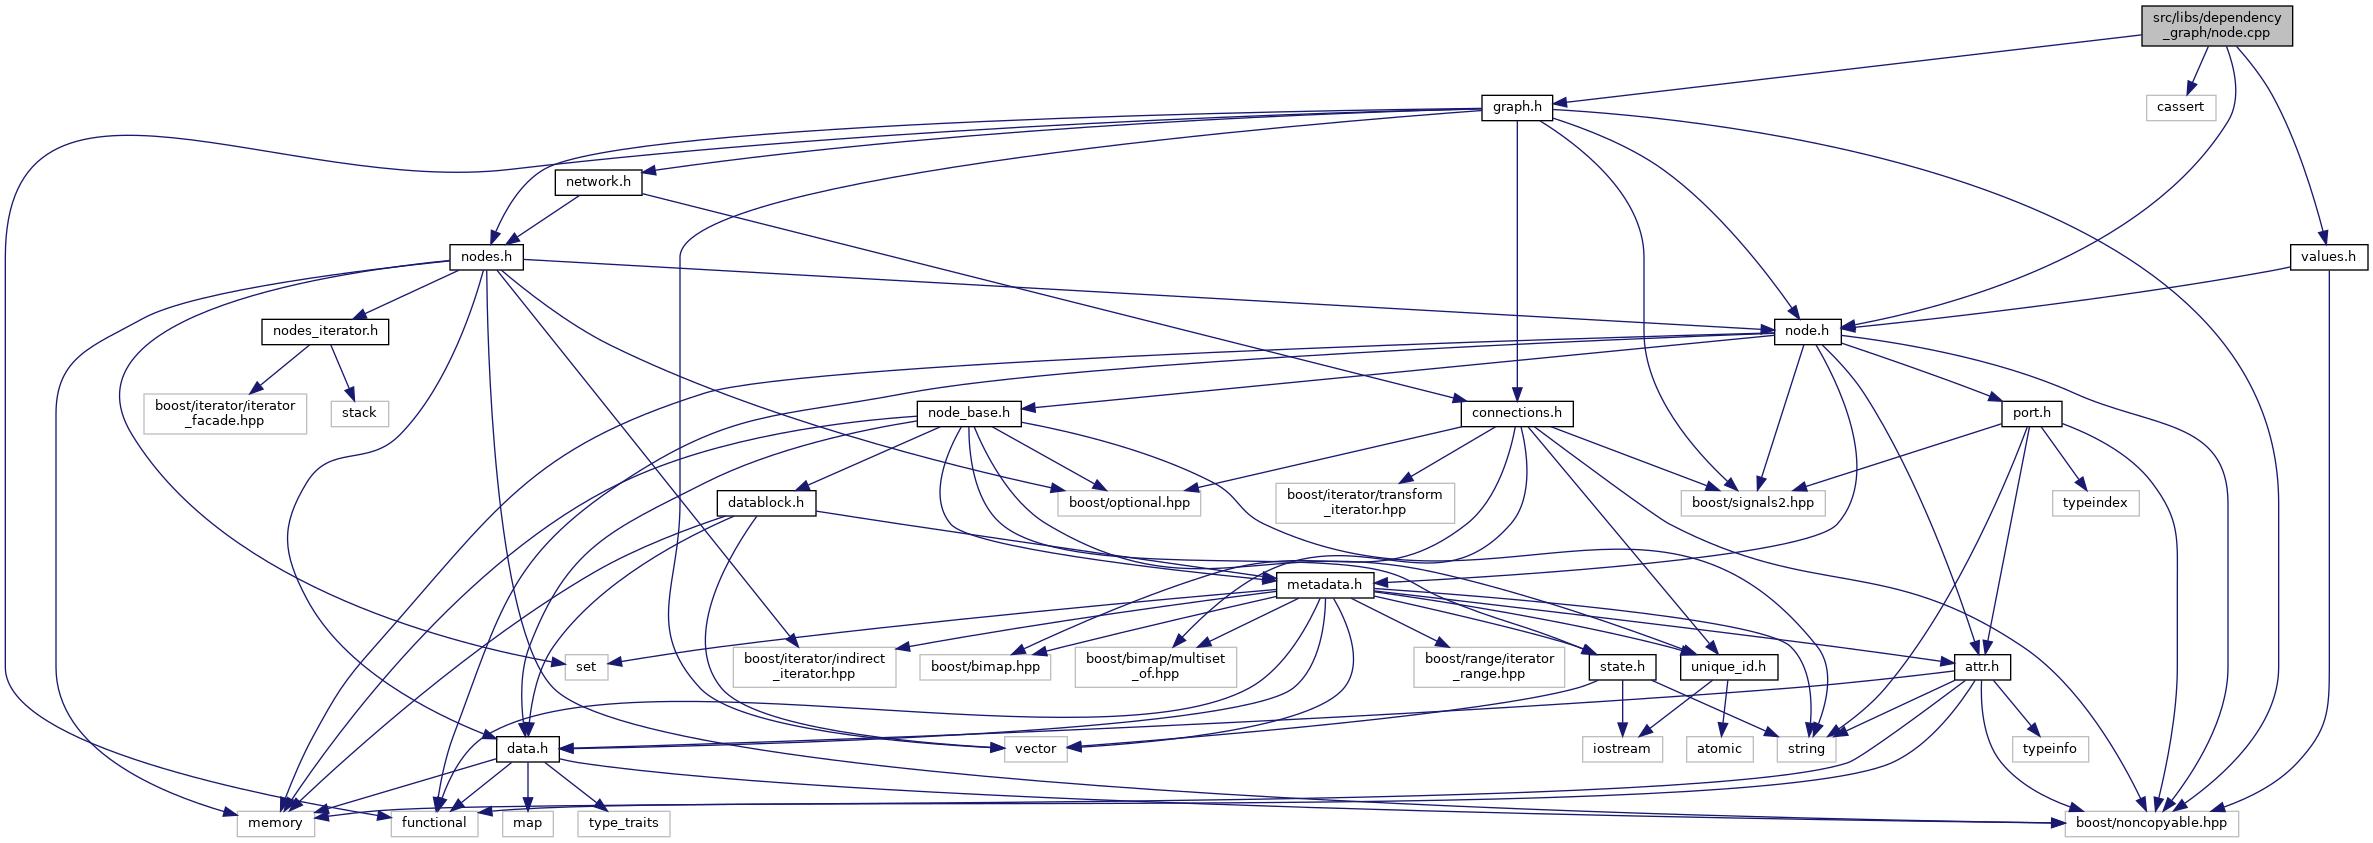 src/libs/dependency
_graph/node.cpp
graph.h
cassert
network.h
nodes.h
values.h
nodes_iterator.h
node.h
boost/iterator/iterator
_facade.hpp
stack
node_base.h
connections.h
port.h
datablock.h
boost/optional.hpp
boost/iterator/transform
_iterator.hpp
boost/signals2.hpp
typeindex
metadata.h
set
boost/iterator/indirect
_iterator.hpp
boost/bimap.hpp
boost/bimap/multiset
_of.hpp
boost/range/iterator
_range.hpp
state.h
unique_id.h
attr.h
data.h
vector
iostream
atomic
string
typeinfo
memory
functional
map
type_traits
boost/noncopyable.hpp